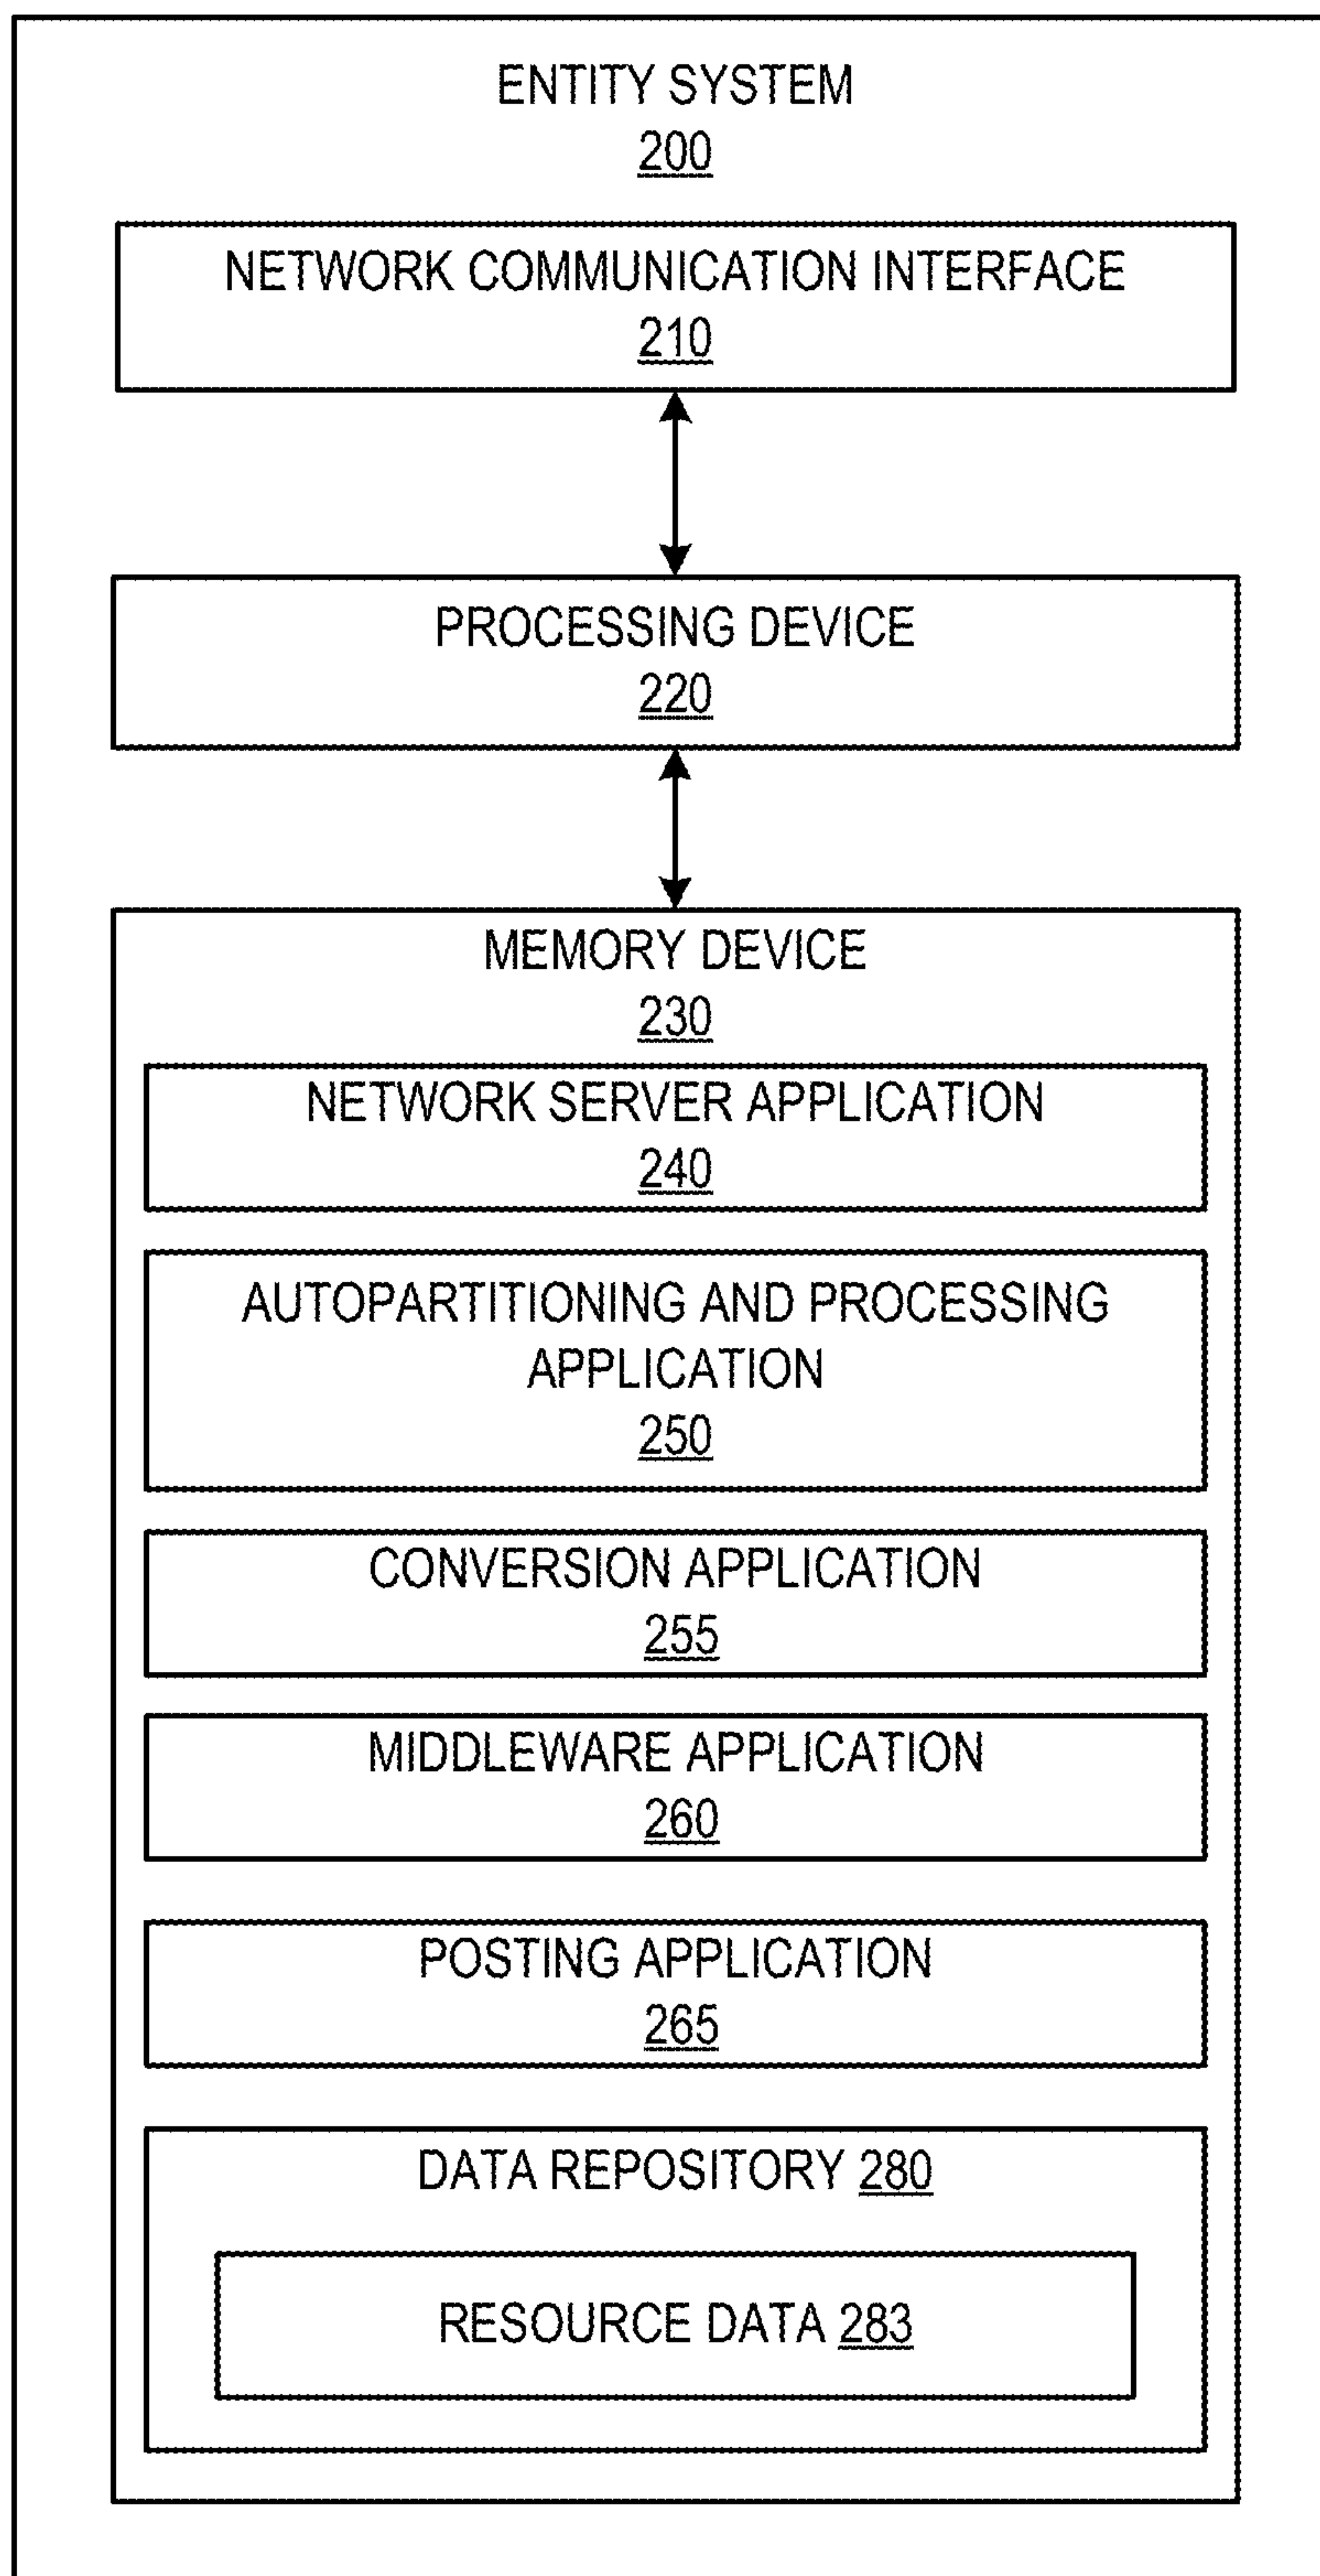 ENTITY SYSTEM
200
NETWORK COMMUNICATION INTERFACE
210
PROCESSING DEVICE
220
MEMORY DEVICE
230
NETWORK SERVER APPLICATION
240
AUTOPARTITIONING AND PROCESSING
APPLICATION
250
CONVERSION APPLICATION
255
MIDDLEWARE APPLICATION
260
POSTING APPLICATION
265
DATA REPOSITORY 280
RESOURCE DATA 283